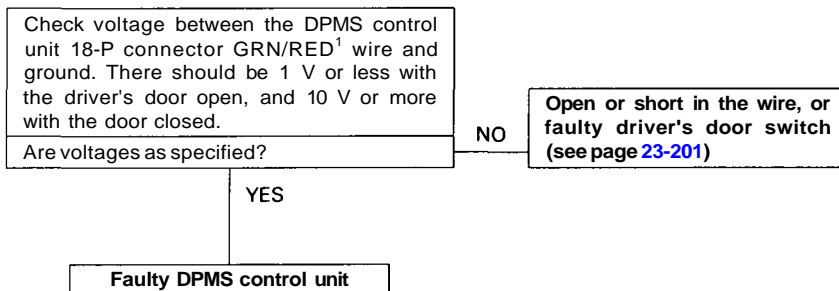 Check voltage between the DPMS control
unit 18-P connector GRN/RED¹ wire and
ground. There should be 1 V or less with
the driver's door open, and 10 V or more
with the door closed.
Are voltages as specified?
NO
Open or short in the wire, or
faulty driver's door switch
(see page 23-201)
YES
Faulty DPMS control unit